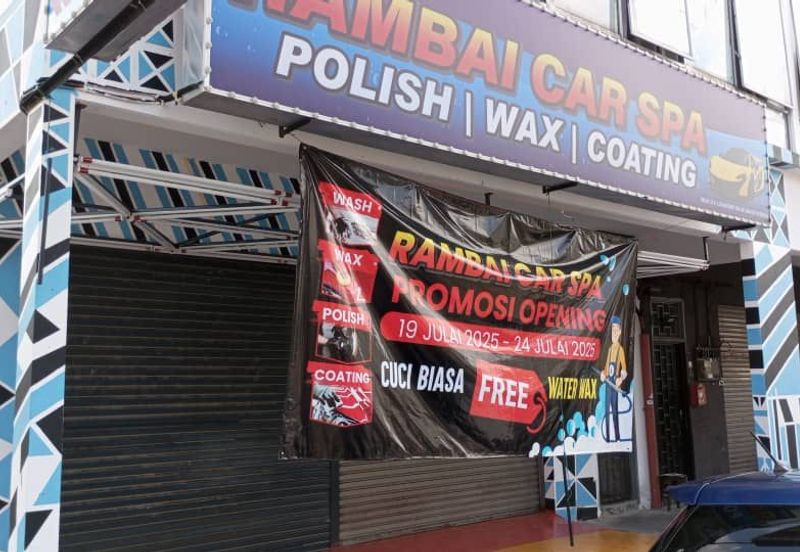 RAMBAI CAR SPA
POLISH | WAX | COATING
WASH
WAX
POLISH
COATING
RAMBAI CAR SPA
PROMOSI OPENING
19 JULAI 2025 - 24 JULAI 2025
CUCI BIASA FREE WATER WAX